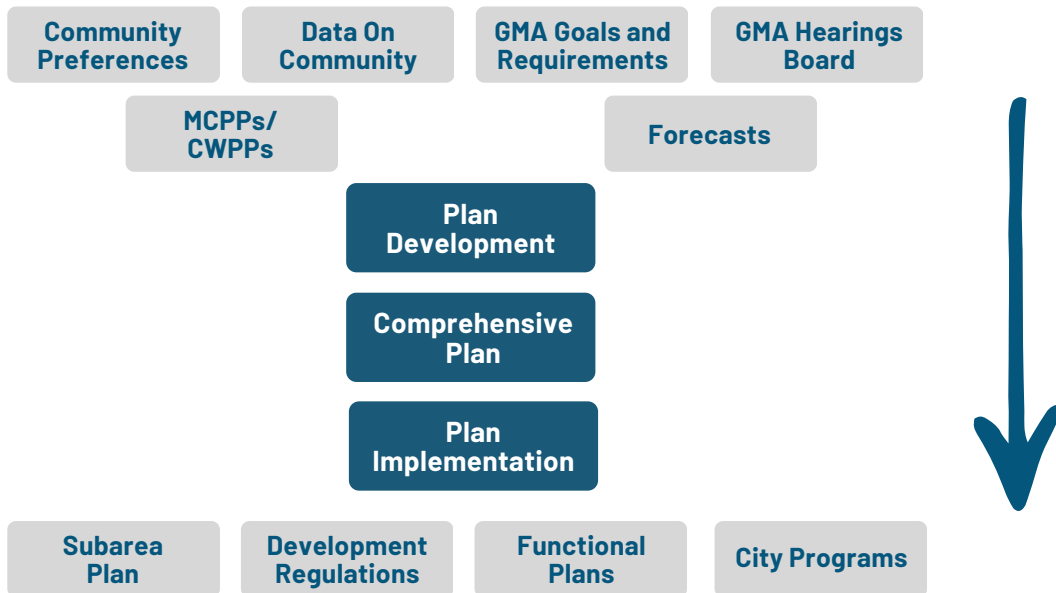 Community
Preferences
Data On
Community
GMA Goals and
Requirements
GMA Hearings
Board
MCPPs/
CWPPs
Forecasts
Plan
Development
Comprehensive
Plan
Plan
Implementation
Subarea
Plan
Development
Regulations
Functional
Plans
City Programs